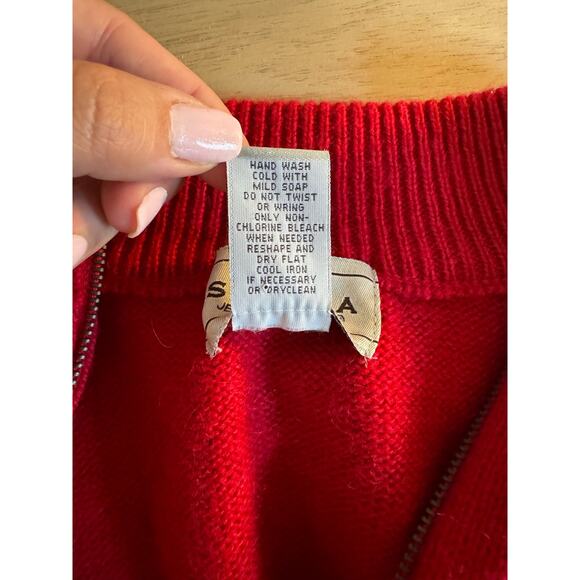 HAND WASH
COLD WITH
MILD SOAP
DO NOT TWIST
OR WRING
ONLY NON-
CHLORINE BLEACH
WHEN NEEDED
RESHAPE AND
DRY FLAT
COOL IRON
IF NECESSARY
OR DRYCLEAN
S A
JE